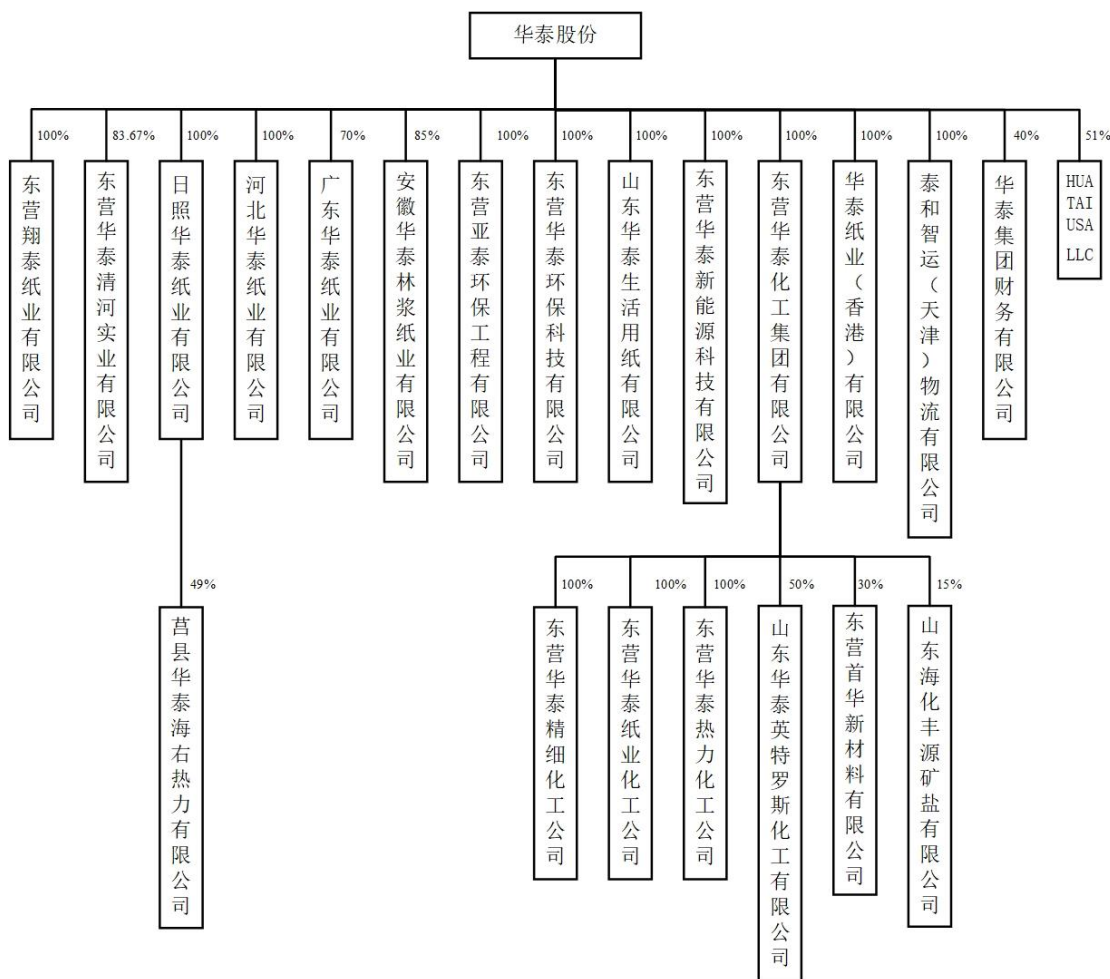 华泰股份
100%
83.67%
100%
100%
70%
85%
100%
100%
100%
100%
100%
100%
100%
40%
51%
东营翔泰纸业有限公司
东营华泰清河实业有限公司
日照华泰纸业有限公司
河北华泰纸业有限公司
广东华泰纸业有限公司
安徽华泰林浆纸业有限公司
东营亚泰环保工程有限公司
东营华泰环保科技有限公司
山东华泰生活用纸有限公司
东营华泰新能源科技有限公司
东营华泰化工集团有限公司
华泰纸业（香港）有限公司
泰和智运（天津）物流有限公司
华泰集团财务有限公司
HUA
TAI
USA
LLC
49%
100%
100%
100%
50%
30%
15%
莒县华泰海右热力有限公司
东营华泰精细化工公司
东营华泰纸业化工公司
东营华泰热力化工公司
山东华泰英特罗斯化工有限公司
东营首华新材料有限公司
山东海化丰源矿盐有限公司